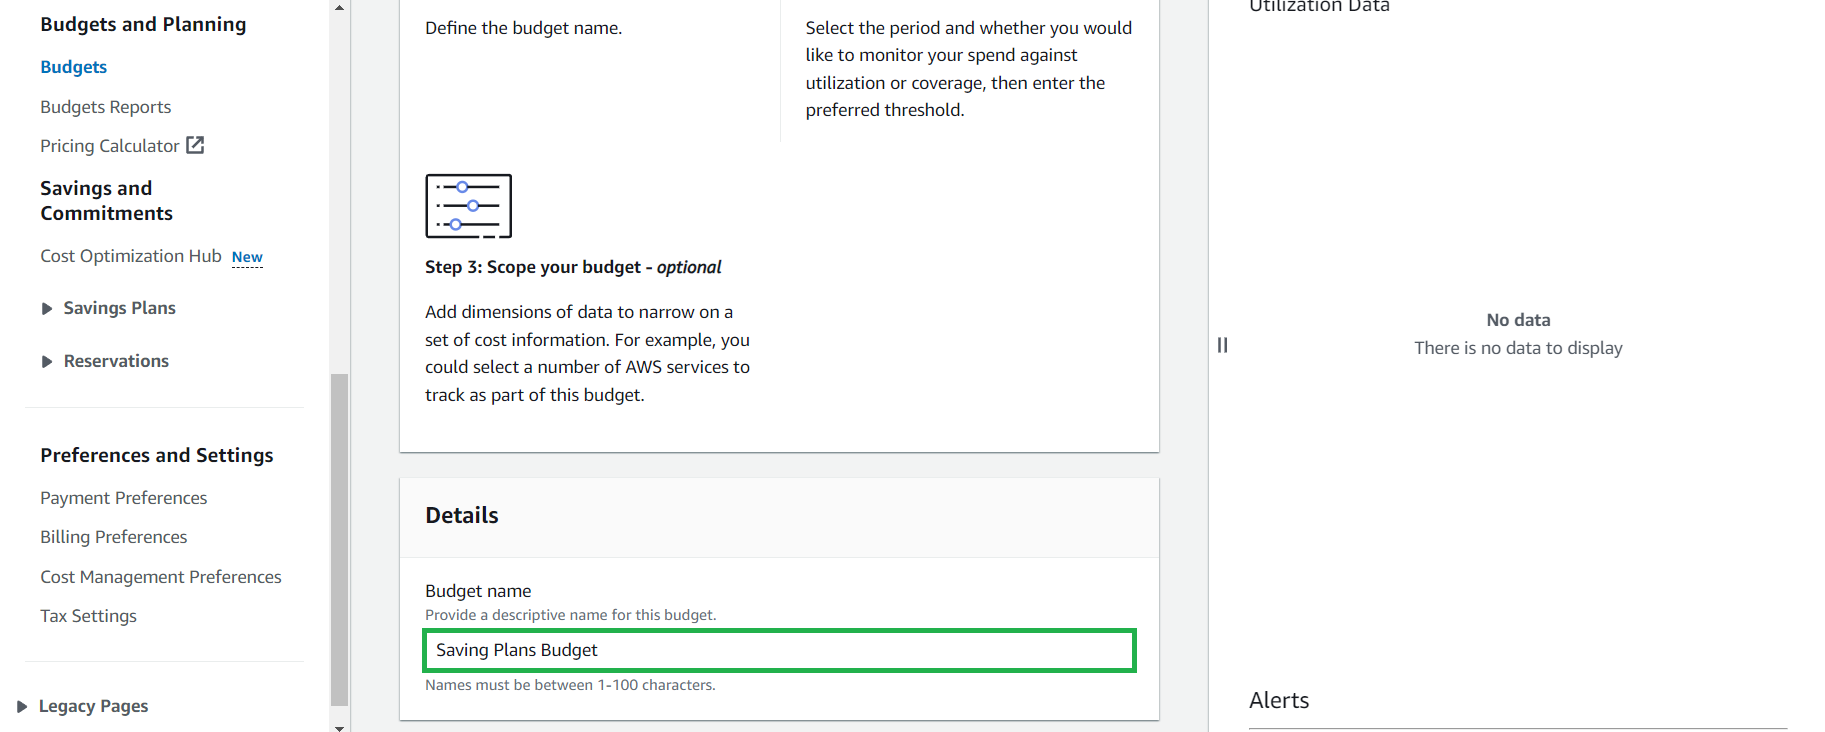 Budgets and Planning
Budgets
Budgets Reports
Pricing Calculator
Savings and
Commitments
Cost Optimization Hub New
Savings Plans
Reservations
Preferences and Settings
Payment Preferences
Billing Preferences
Cost Management Preferences
Tax Settings
Legacy Pages
Define the budget name.
Select the period and whether you would
like to monitor your spend against
utilization or coverage, then enter the
preferred threshold.
Step 3: Scope your budget - optional
Add dimensions of data to narrow on a
set of cost information. For example, you
could select a number of AWS services to
track as part of this budget.
Details
Budget name
Provide a descriptive name for this budget.
Saving Plans Budget
Names must be between 1-100 characters.
Utilization Data
No data
There is no data to display
Alerts